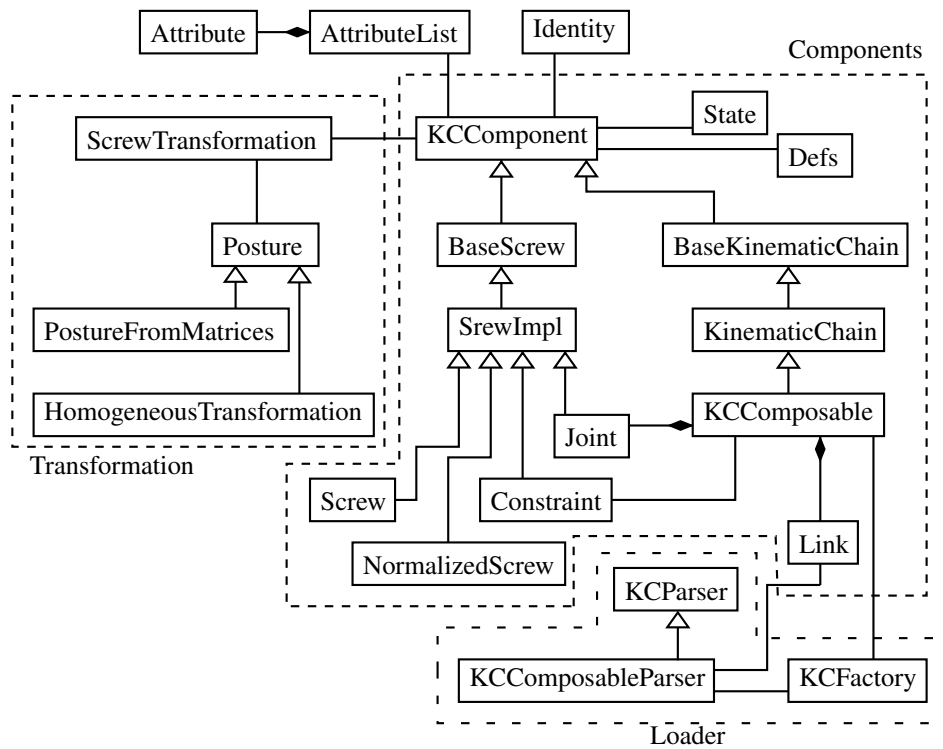 Attribute
AttributeList
Identity
Components
State
ScrewTransformation
KCComponent
Defs
Posture
BaseScrew
BaseKinematicChain
PostureFromMatrices
SrewImpl
KinematicChain
HomogeneousTransformation
KCComposable
Joint
Transformation
Screw
Constraint
Link
NormalizedScrew
KCParser
KCComposableParser
KCFactory
Loader